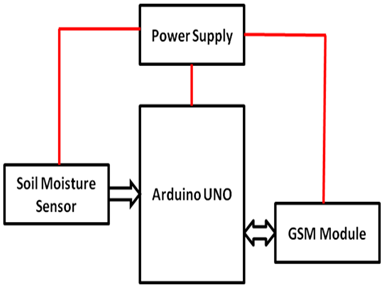 Power Supply
Soil Moisture
Sensor
Arduino UNO
GSM Module